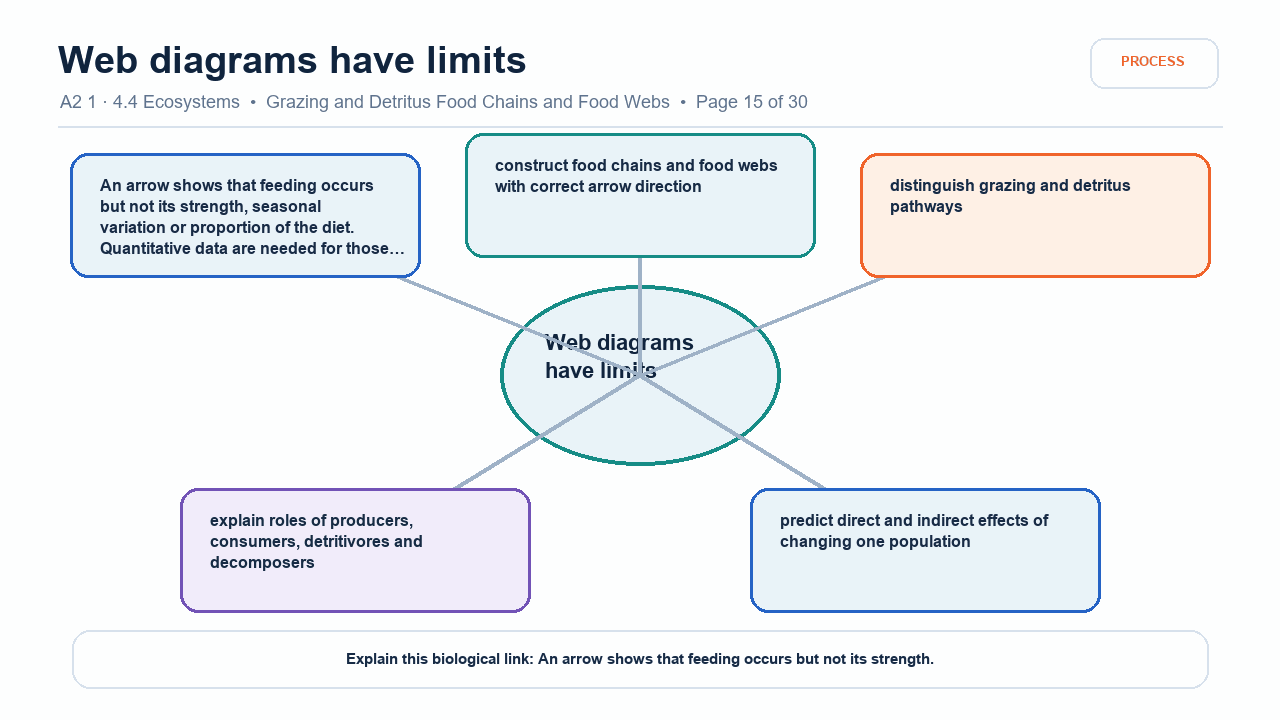 Web diagrams have limits
PROCESS
A2 1 · 4.4 Ecosystems • Grazing and Detritus Food Chains and Food Webs • Page 15 of 30
An arrow shows that feeding occurs
but not its strength, seasonal
variation or proportion of the diet.
Quantitative data are needed for those…
construct food chains and food webs
with correct arrow direction
distinguish grazing and detritus
pathways
Web diagrams
have limits
explain roles of producers,
consumers, detritivores and
decomposers
predict direct and indirect effects of
changing one population
Explain this biological link: An arrow shows that feeding occurs but not its strength.